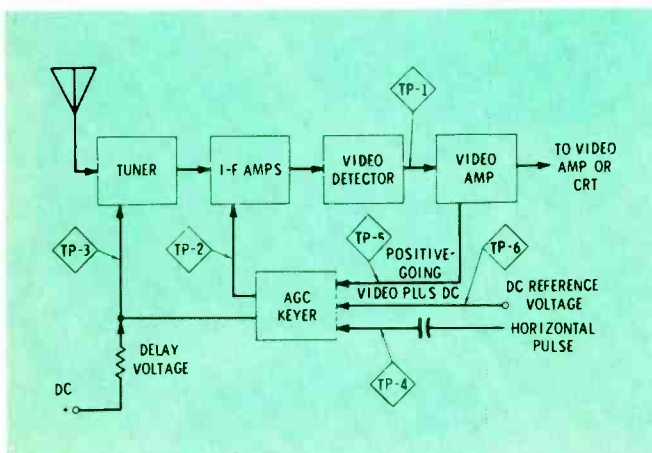 TP-1
TUNER
I-F AMPS
VIDEO
DETECTOR
VIDEO
AMP
TO VIDEO
AMP OR
CRT
TP-3
TP-2
TP-5
POSITIVE-
GOING
VIDEO PLUS DC
TP-6
AGC
KEYER
DC REFERENCE
VOLTAGE
HORIZONTAL
PULSE
DELAY
VOLTAGE
TP-4
DC
+